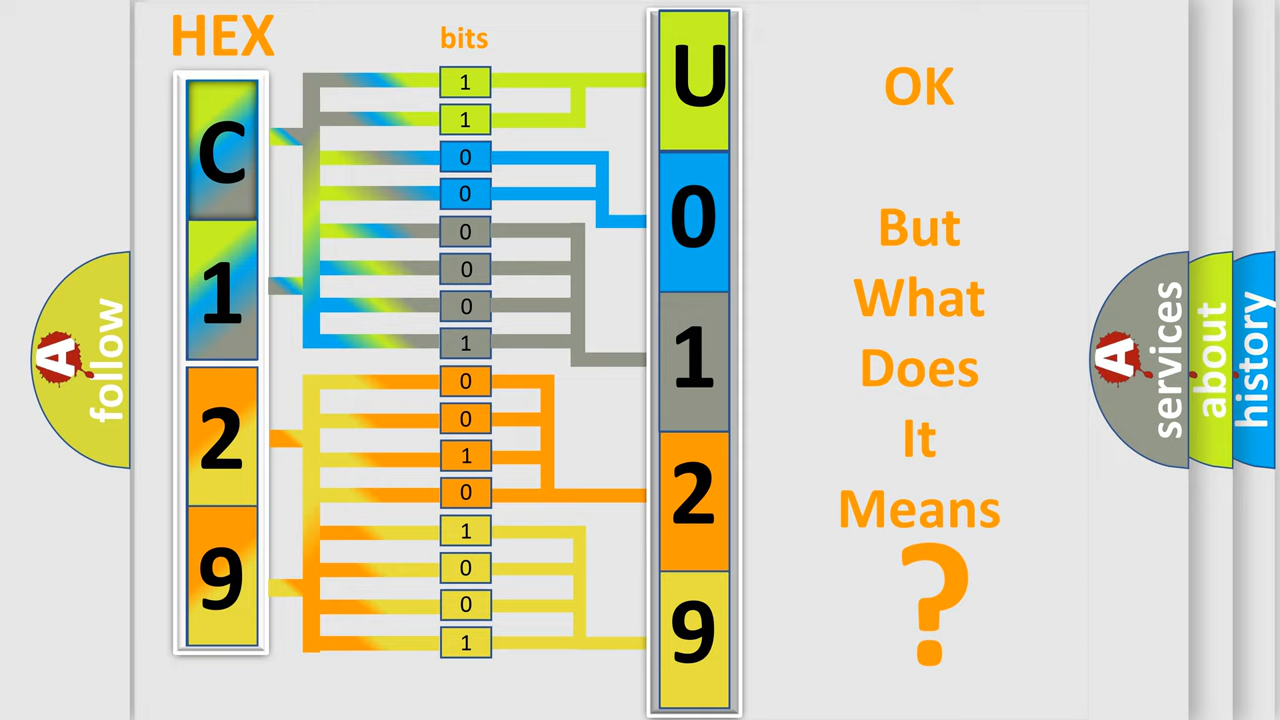 HEX
bits
C
1
2
9
1
1
0
0
0
0
0
1
0
0
1
0
1
0
0
1
U
0
1
2
9
OK
But
What
Does
It
Means
?
A
follow
A
services
about
history